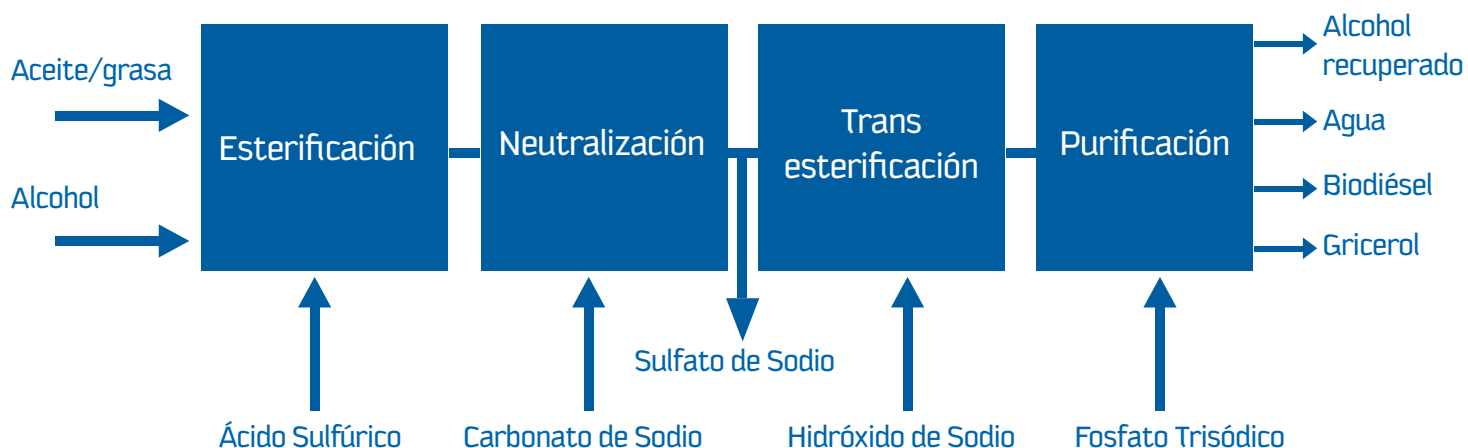 Aceite/grasa
Alcohol
Esterificación
Neutralización
Trans
esterificación
Purificación
Alcohol
recuperado
Agua
Biodiésel
Gricerol
Sulfato de Sodio
Ácido Sulfúrico
Carbonato de Sodio
Hidróxido de Sodio
Fosfato Trisódico